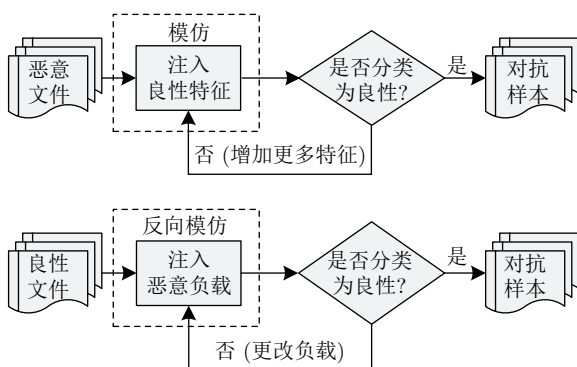 模仿
恶意
文件
注入
良性特征
是否分类
为良性?
是
对抗
样本
否 (增加更多特征)
反向模仿
良性
文件
注入
恶意负载
是否分类
为良性?
是
对抗
样本
否 (更改负载)